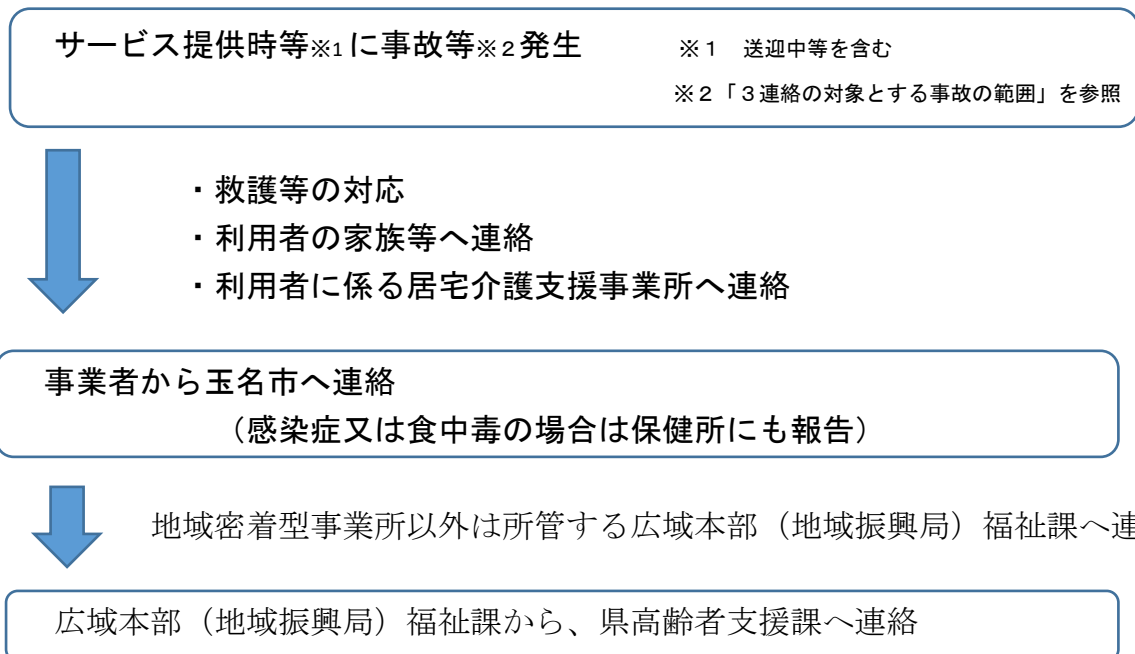 サービス提供時等※1に事故等※2発生　※1　送迎中等を含む
※2「3連絡の対象とする事故の範囲」を参照
・救護等の対応
・利用者の家族等へ連絡
・利用者に係る居宅介護支援事業所へ連絡
事業者から玉名市へ連絡
（感染症又は食中毒の場合は保健所にも報告）
地域密着型事業所以外は所管する広域本部（地域振興局）福祉課へ連
広域本部（地域振興局）福祉課から、県高齢者支援課へ連絡